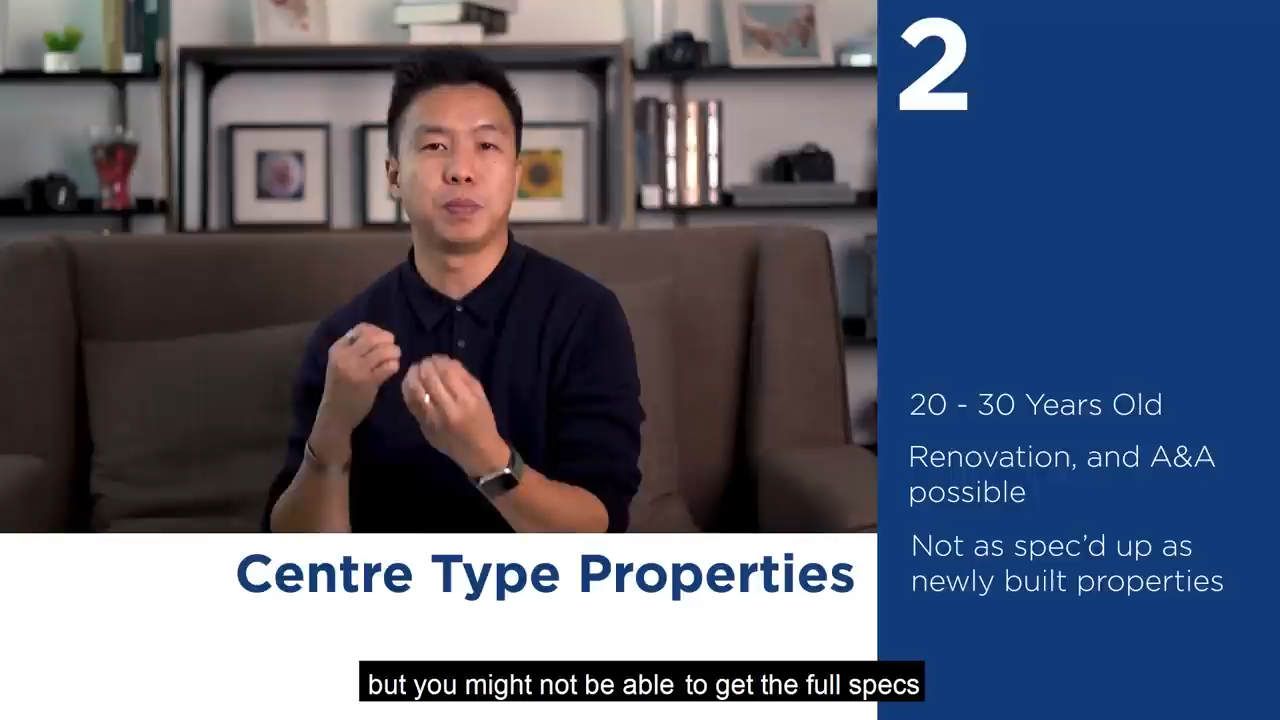 2
20 - 30 Years Old
Renovation, and A&A
possible
Not as spec’d up as
newly built properties
Centre Type Properties
but you might not be able to get the full specs